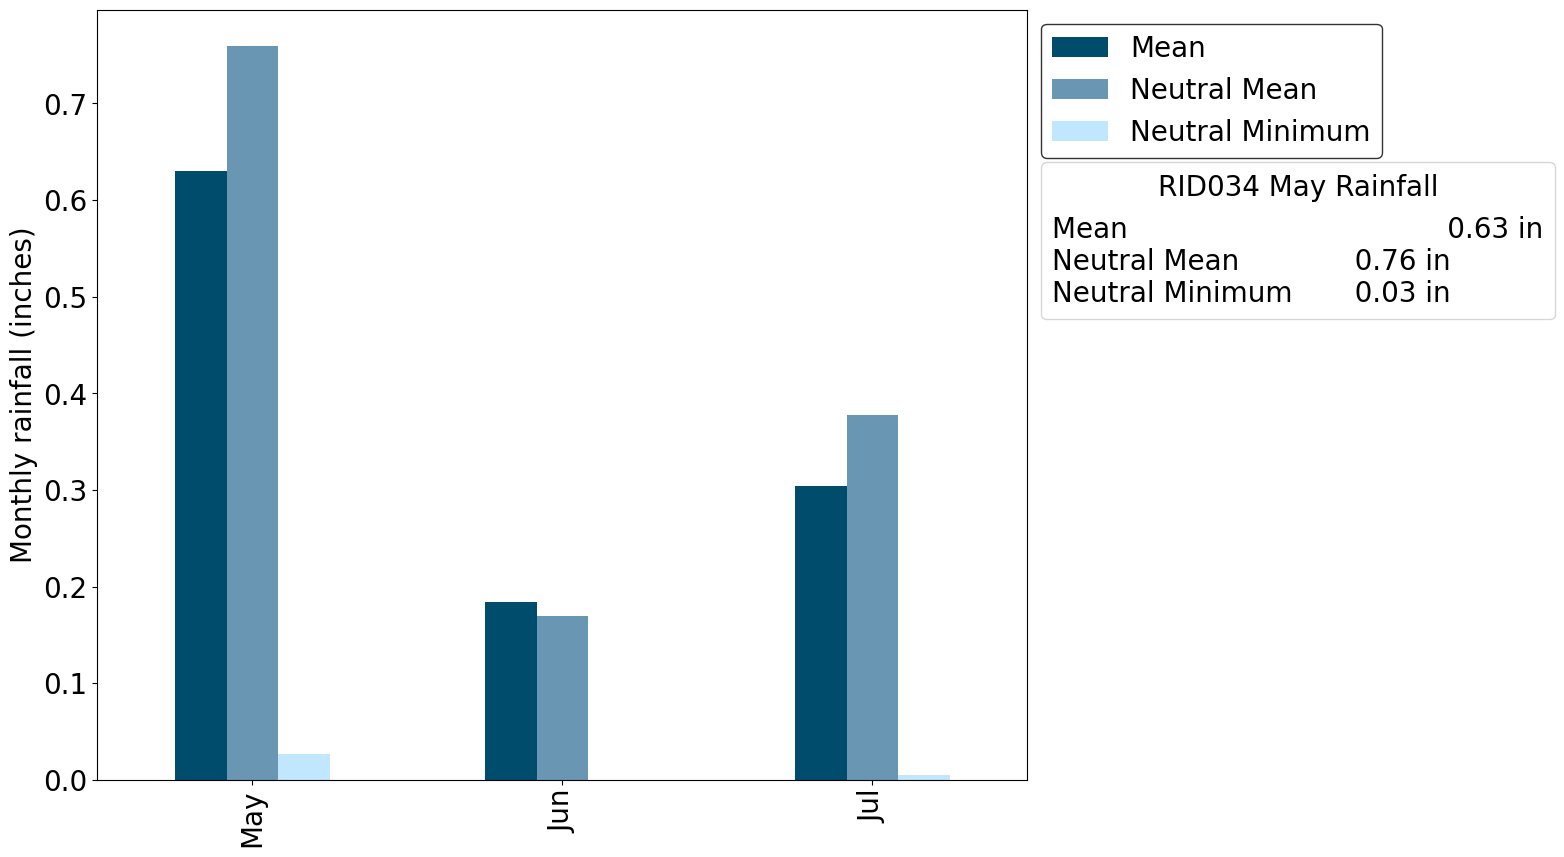 Mean
Neutral Mean
Neutral Minimum
RID034 May Rainfall
Mean 0.63 in
Neutral Mean 0.76 in
Neutral Minimum 0.03 in
Monthly rainfall (inches)
0.7
0.6
0.5
0.4
0.3
0.2
0.1
0.0
May
Jun
Jul